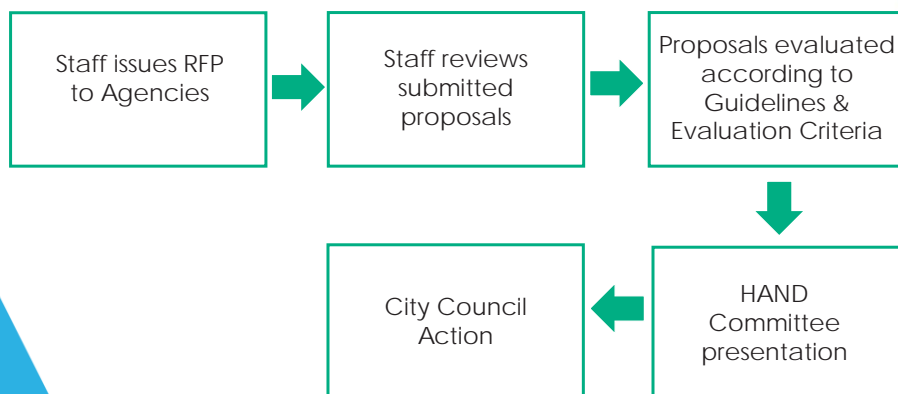 Staff issues RFP
to Agencies
Staff reviews
submitted
proposals
Proposals evaluated
according to
Guidelines &
Evaluation Criteria
HAND
Committee
presentation
City Council
Action